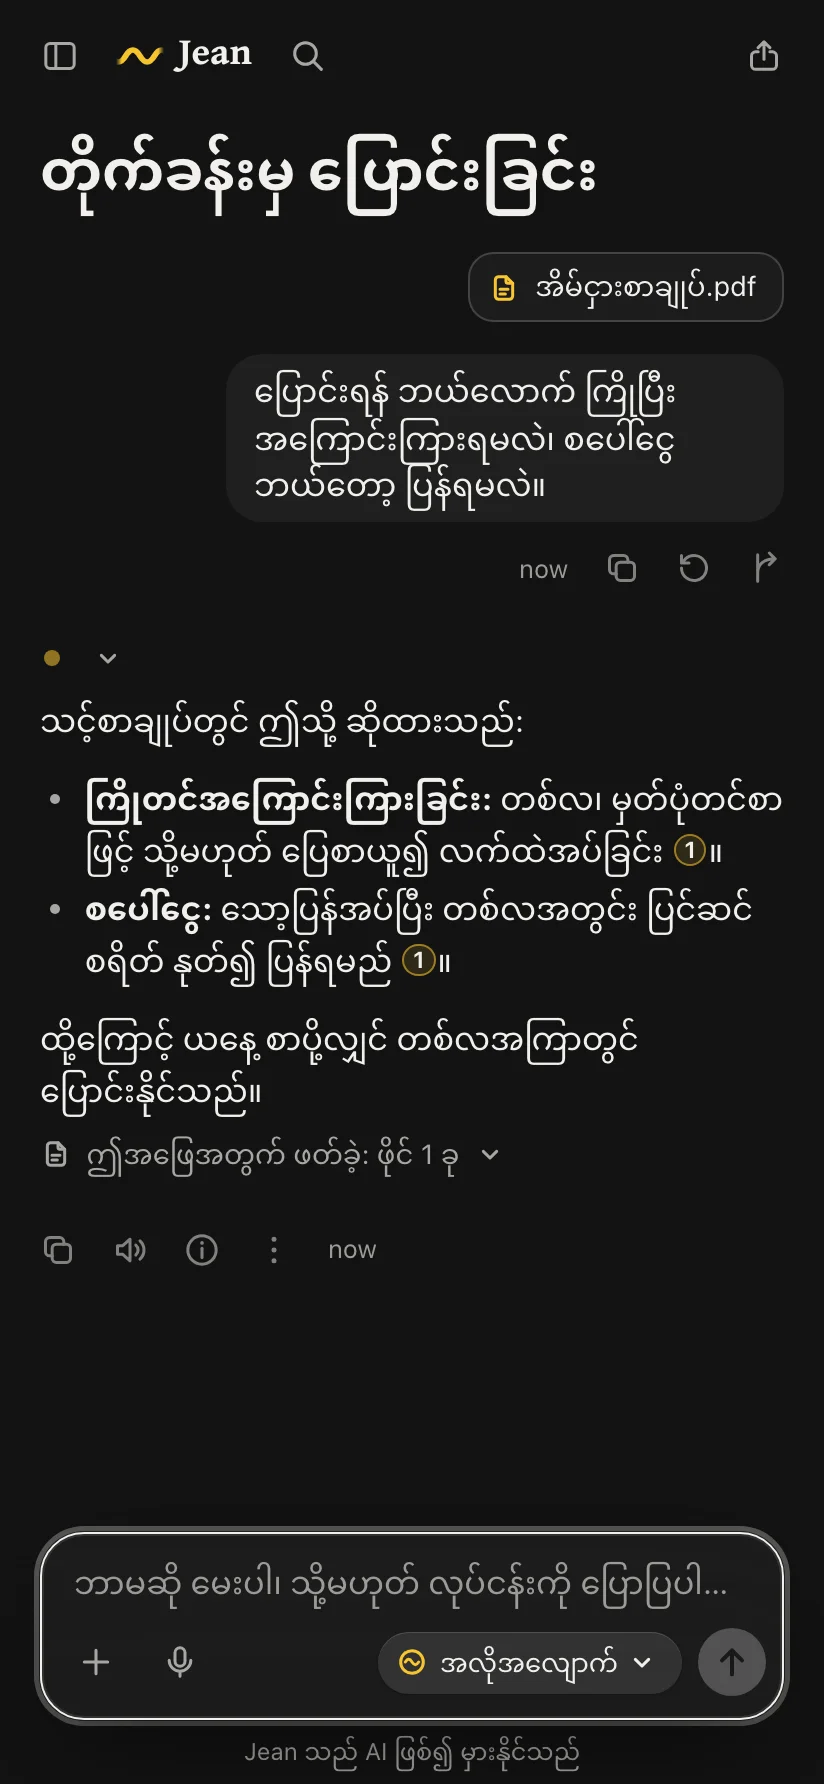 Jean
တိုက်ခန်းမှ ပြောင်းခြင်း
အိမ်ငှားစာချုပ်.pdf
ပြောင်းရန် ဘယ်လောက် ကြိုပြီး
အကြောင်းကြားရမလဲ၊ စပေါ်ငွေ
ဘယ်တော့ ပြန်ရမလဲ။
now
သင့်စာချုပ်တွင် ဤသို့ ဆိုထားသည်:
• ကြိုတင်အကြောင်းကြားခြင်း: တစ်လ၊ မှတ်ပုံတင်စာ
ဖြင့် သို့မဟုတ် ပြေစာယူ၍ လက်ထဲအပ်ခြင်း 1။
• စပေါ်ငွေ: သော့ပြန်အပ်ပြီး တစ်လအတွင်း ပြင်ဆင်
စရိတ် နုတ်၍ ပြန်ရမည် 1။
ထို့ကြောင့် ယနေ့ စာပို့လျှင် တစ်လအကြာတွင်
ပြောင်းနိုင်သည်။
ဤအဖြေအတွက် ဖတ်ခဲ့: ဖိုင် 1 ခု
now
ဘာမဆို မေးပါ၊ သို့မဟုတ် လုပ်ငန်းကို ပြောပြပါ...
အလိုအလျောက်
Jean သည် AI ဖြစ်၍ မှားနိုင်သည်